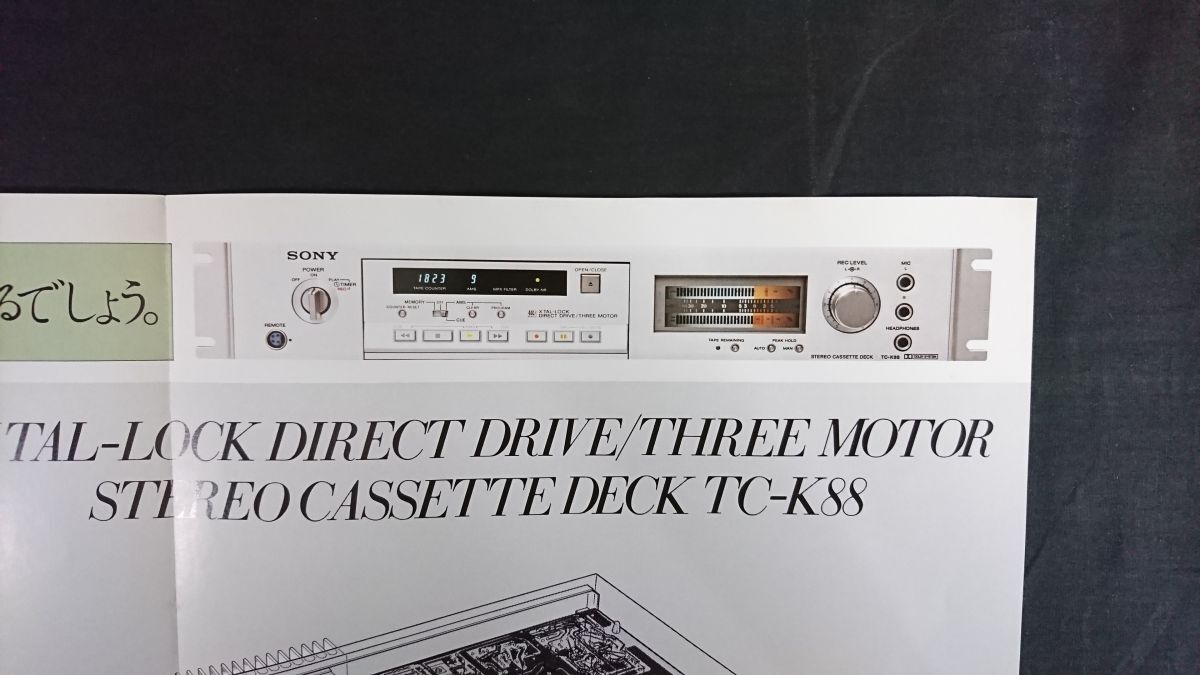 るでしょう。
SONY
POWER
ON
OFF
PLAY
TIMER
REC
REMOTE
1823 9
TAPE COUNTER AMS MPX FILTER DOLBY NR
OPEN/CLOSE
MEMORY OFF AMS
COUNTER RESET CLEAR PROGRAM
CUE
X'TAL-LOCK
DIRECT DRIVE/THREE MOTOR
TAPE REMAINING PEAK HOLD
AUTO MAN
REC LEVEL
L R
MIC
L
R
HEADPHONES
STEREO CASSETTE DECK TC-K88
TAL-LOCK DIRECT DRIVE/THREE MOTOR
STEREO CASSETTE DECK TC-K88